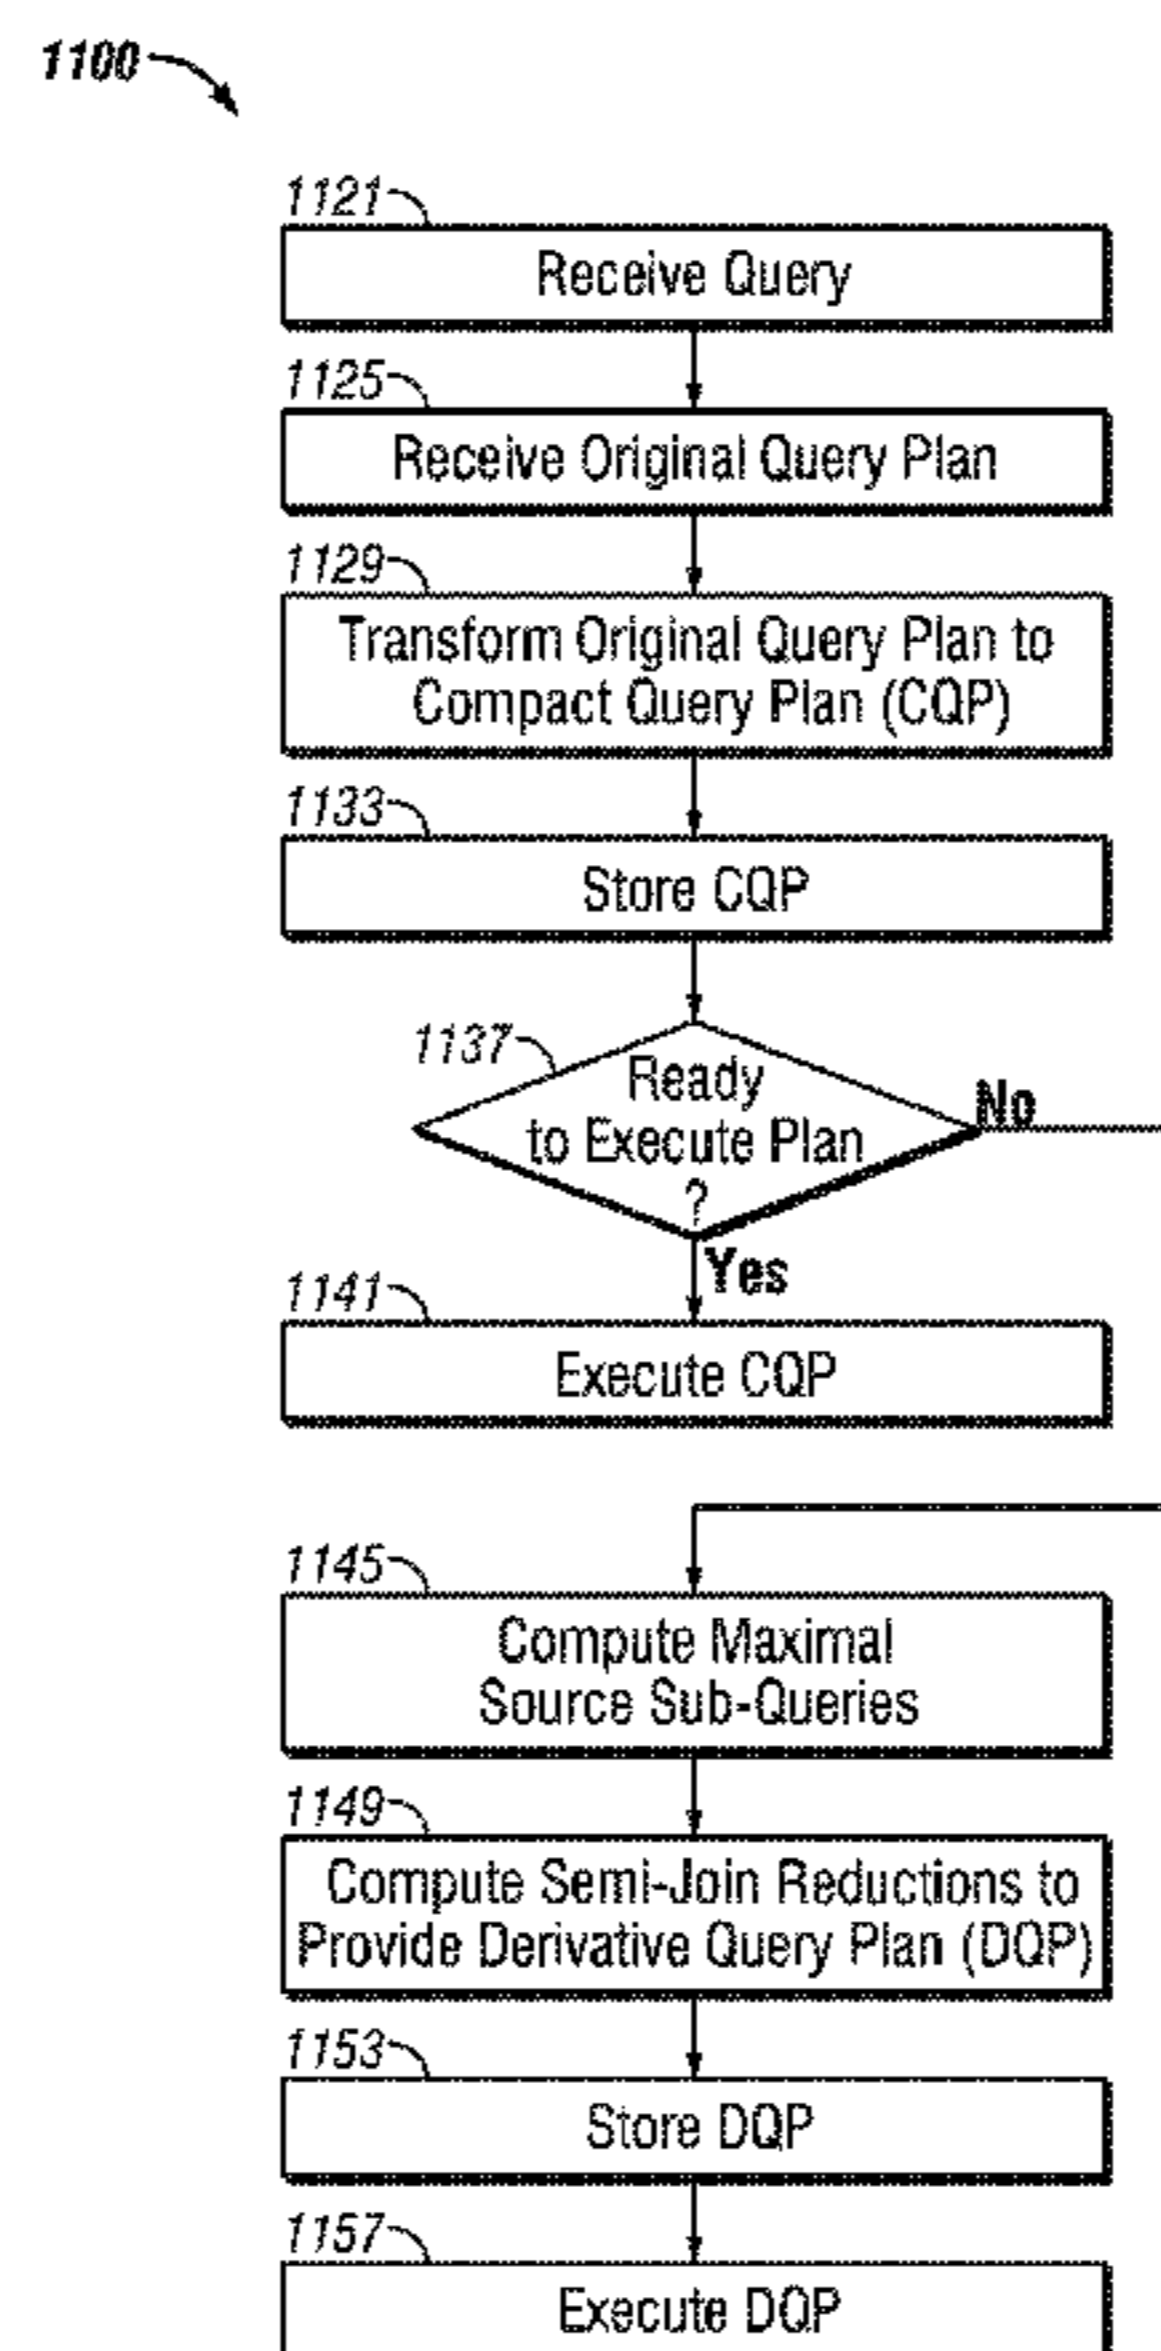 1100
1121
Receive Query
1125
Receive Original Query Plan
1129
Transform Original Query Plan to
Compact Query Plan (CQP)
1133
Store CQP
1137
Ready
to Execute Plan
?
No
Yes
1141
Execute CQP
1145
Compute Maximal
Source Sub-Queries
1149
Compute Semi-Join Reductions to
Provide Derivative Query Plan (DQP)
1153
Store DQP
1157
Execute DQP